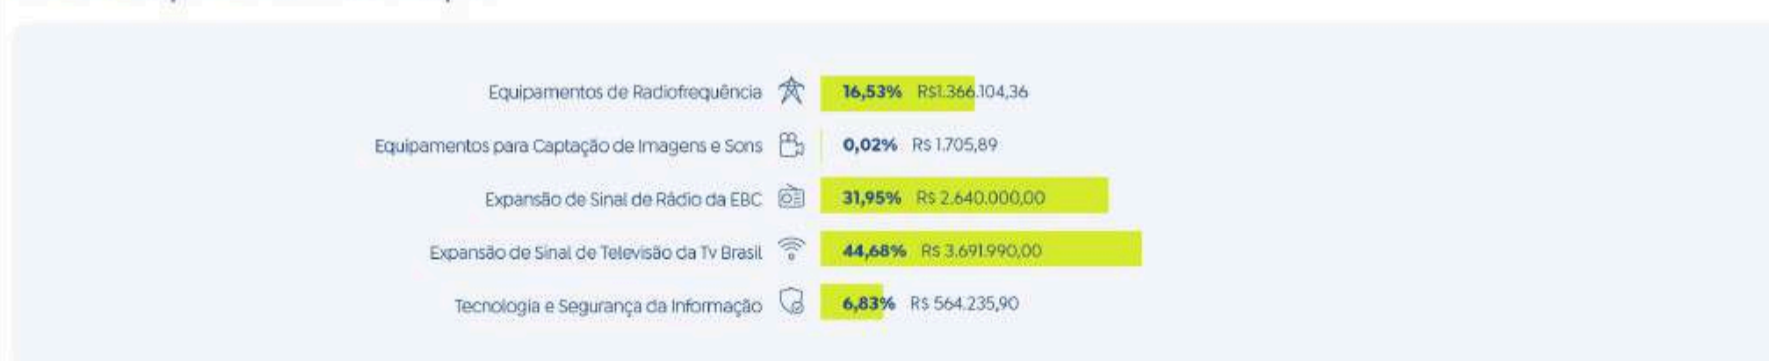 Equipamentos de Radiofrequência 16,53% R$1.366.104,36
Equipamentos para Captação de Imagens e Sons 0,02% R$ 1.705,89
Expansão de Sinal de Rádio da EBC 31,95% R$ 2.640.000,00
Expansão de Sinal de Televisão da Tv Brasil 44,68% R$ 3.691.990,00
Tecnologia e Segurança da Informação 6,83% R$ 564.235,90